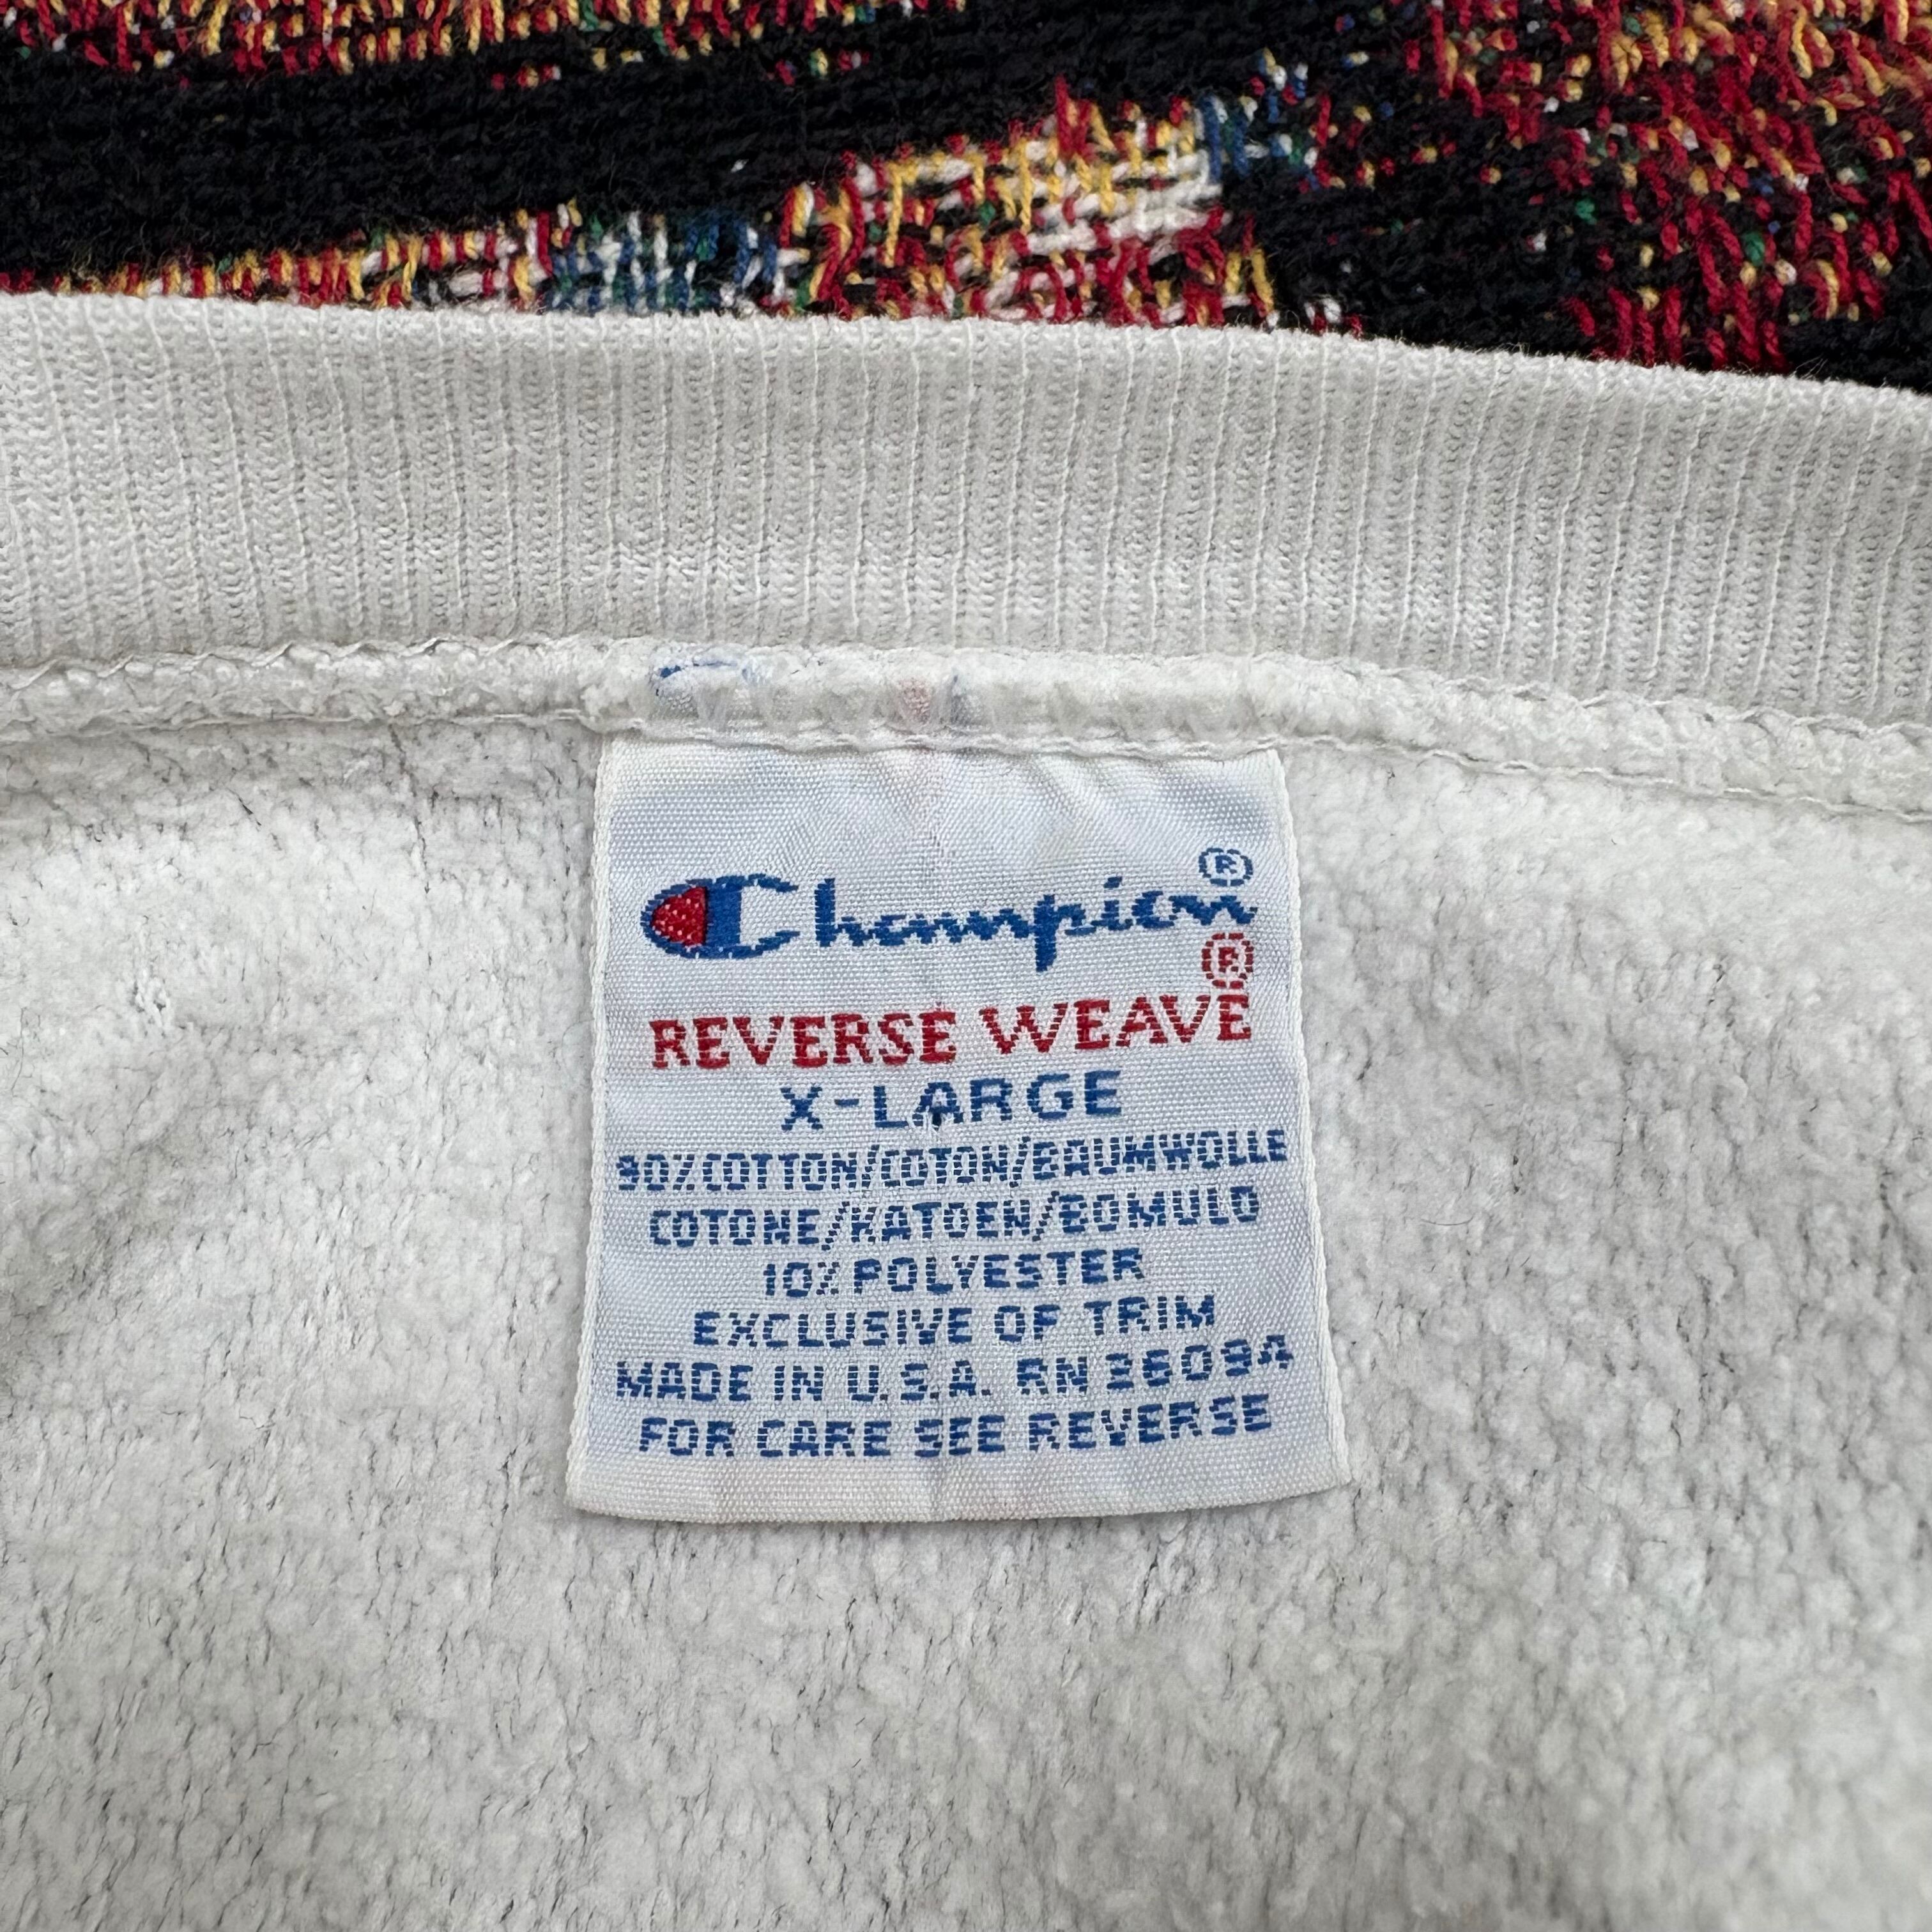 Champion®
®
REVERSE WEAVE
X-LARGE
90%COTTON/COTON/BAUMWOLLE
COTONE/KATOEN/BOMULD
10% POLYESTER
EXCLUSIVE OF TRIM
MADE IN U.S.A. RN 26094
FOR CARE SEE REVERSE